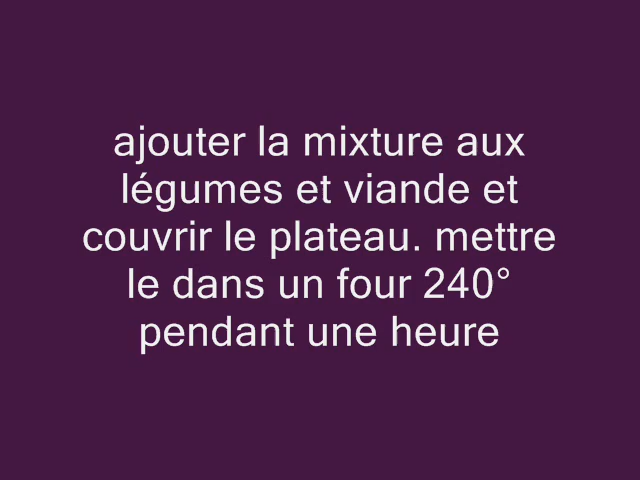 ajouter la mixture aux
légumes et viande et
couvrir le plateau. mettre
le dans un four 240°
pendant une heure